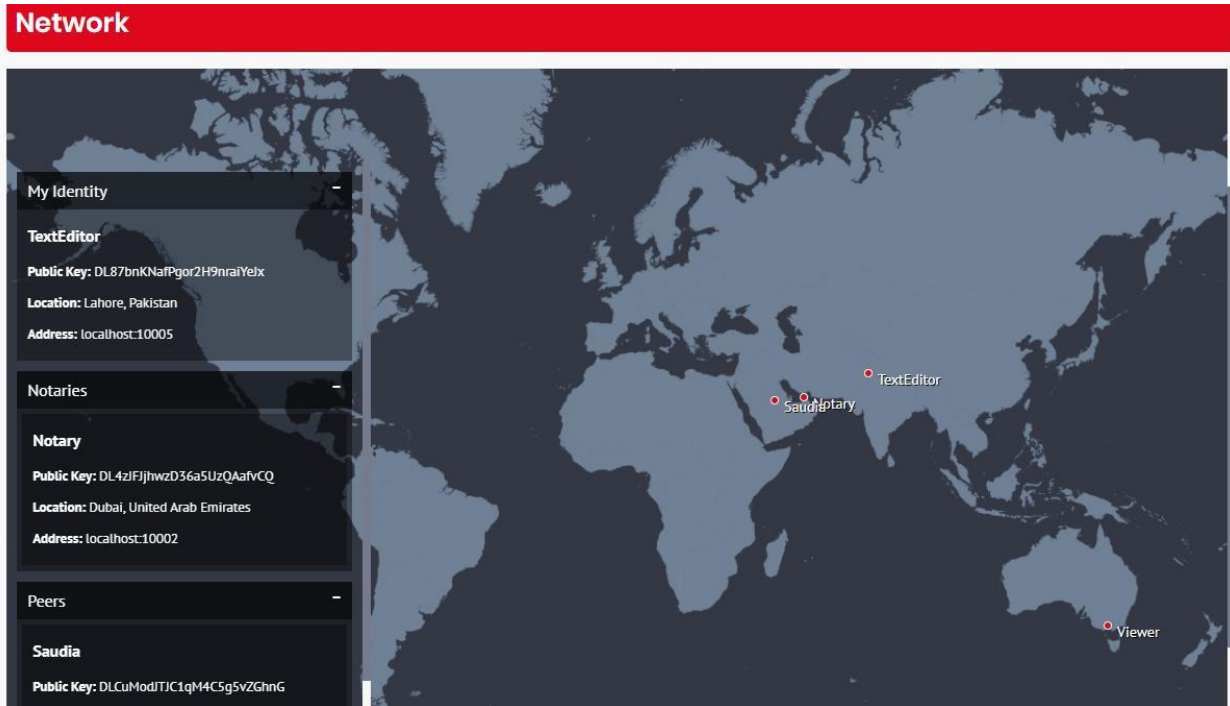 Network
My Identity
-
TextEditor
Public Key: DL87bnKNafPgor2H9nraiYeJx
Location: Lahore, Pakistan
Address: localhost:10005
Notaries
-
Notary
Public Key: DL4zJFJjhwzD36a5UzQAafvCQ
Location: Dubai, United Arab Emirates
Address: localhost:10002
Peers
-
Saudia
Public Key: DLCuModJTJC1qM4C5g5vZGhnG
TextEditor
Saudia
Notary
Viewer